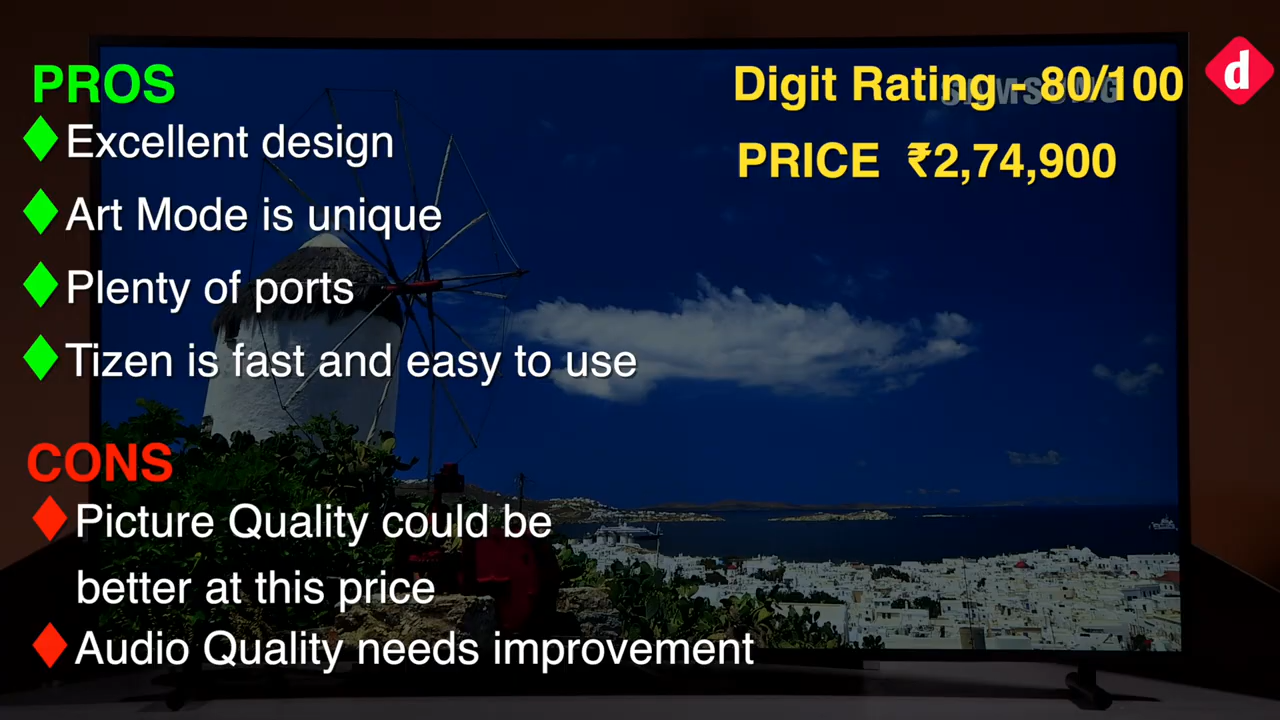 PROS
Excellent design
Art Mode is unique
Plenty of ports
Tizen is fast and easy to use
CONS
Picture Quality could be
better at this price
Audio Quality needs improvement
Digit Rating - 80/100
SAMSUNG
PRICE ₹2,74,900
d